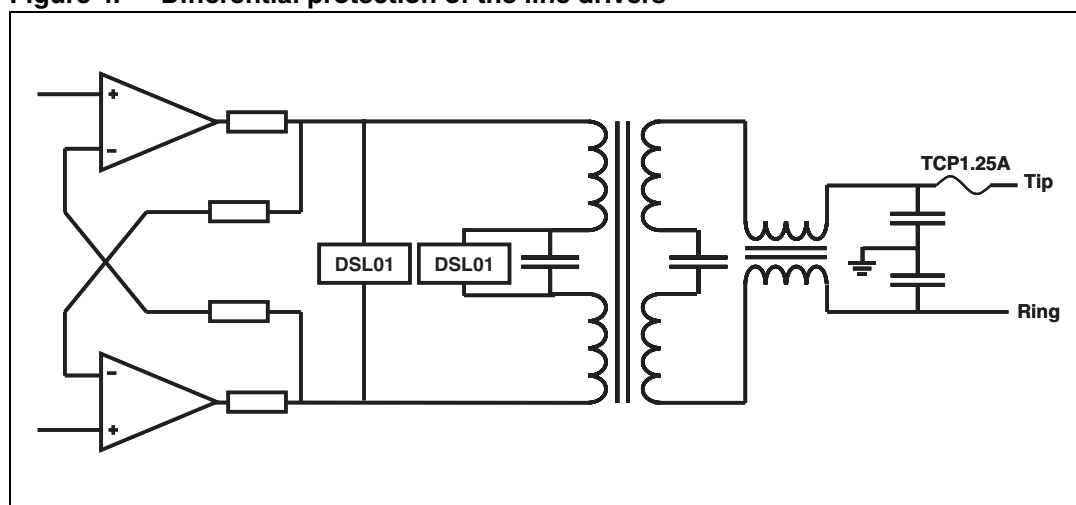 Figure 4. Differential protection of the line drivers
+
-
TCP1.25A
Tip
DSL01
DSL01
Ring
-
+